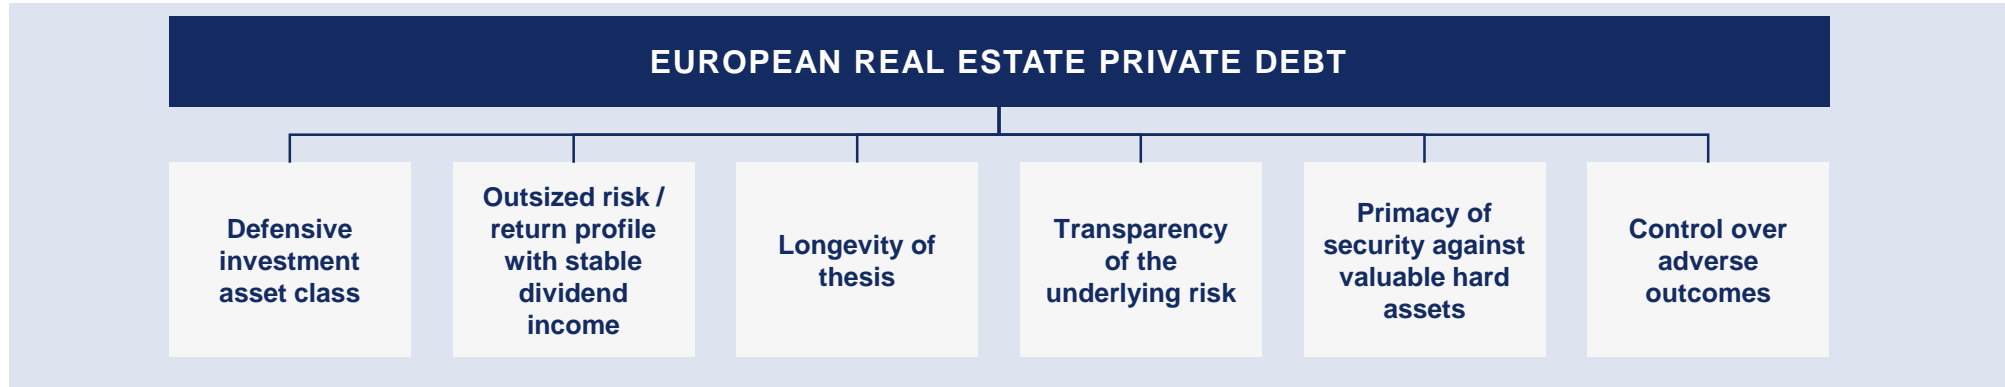 EUROPEAN REAL ESTATE PRIVATE DEBT
Defensive
investment
asset class
Outsized risk /
return profile
with stable
dividend
income
Longevity of
thesis
Transparency
of the
underlying risk
Primacy of
security against
valuable hard
assets
Control over
adverse
outcomes